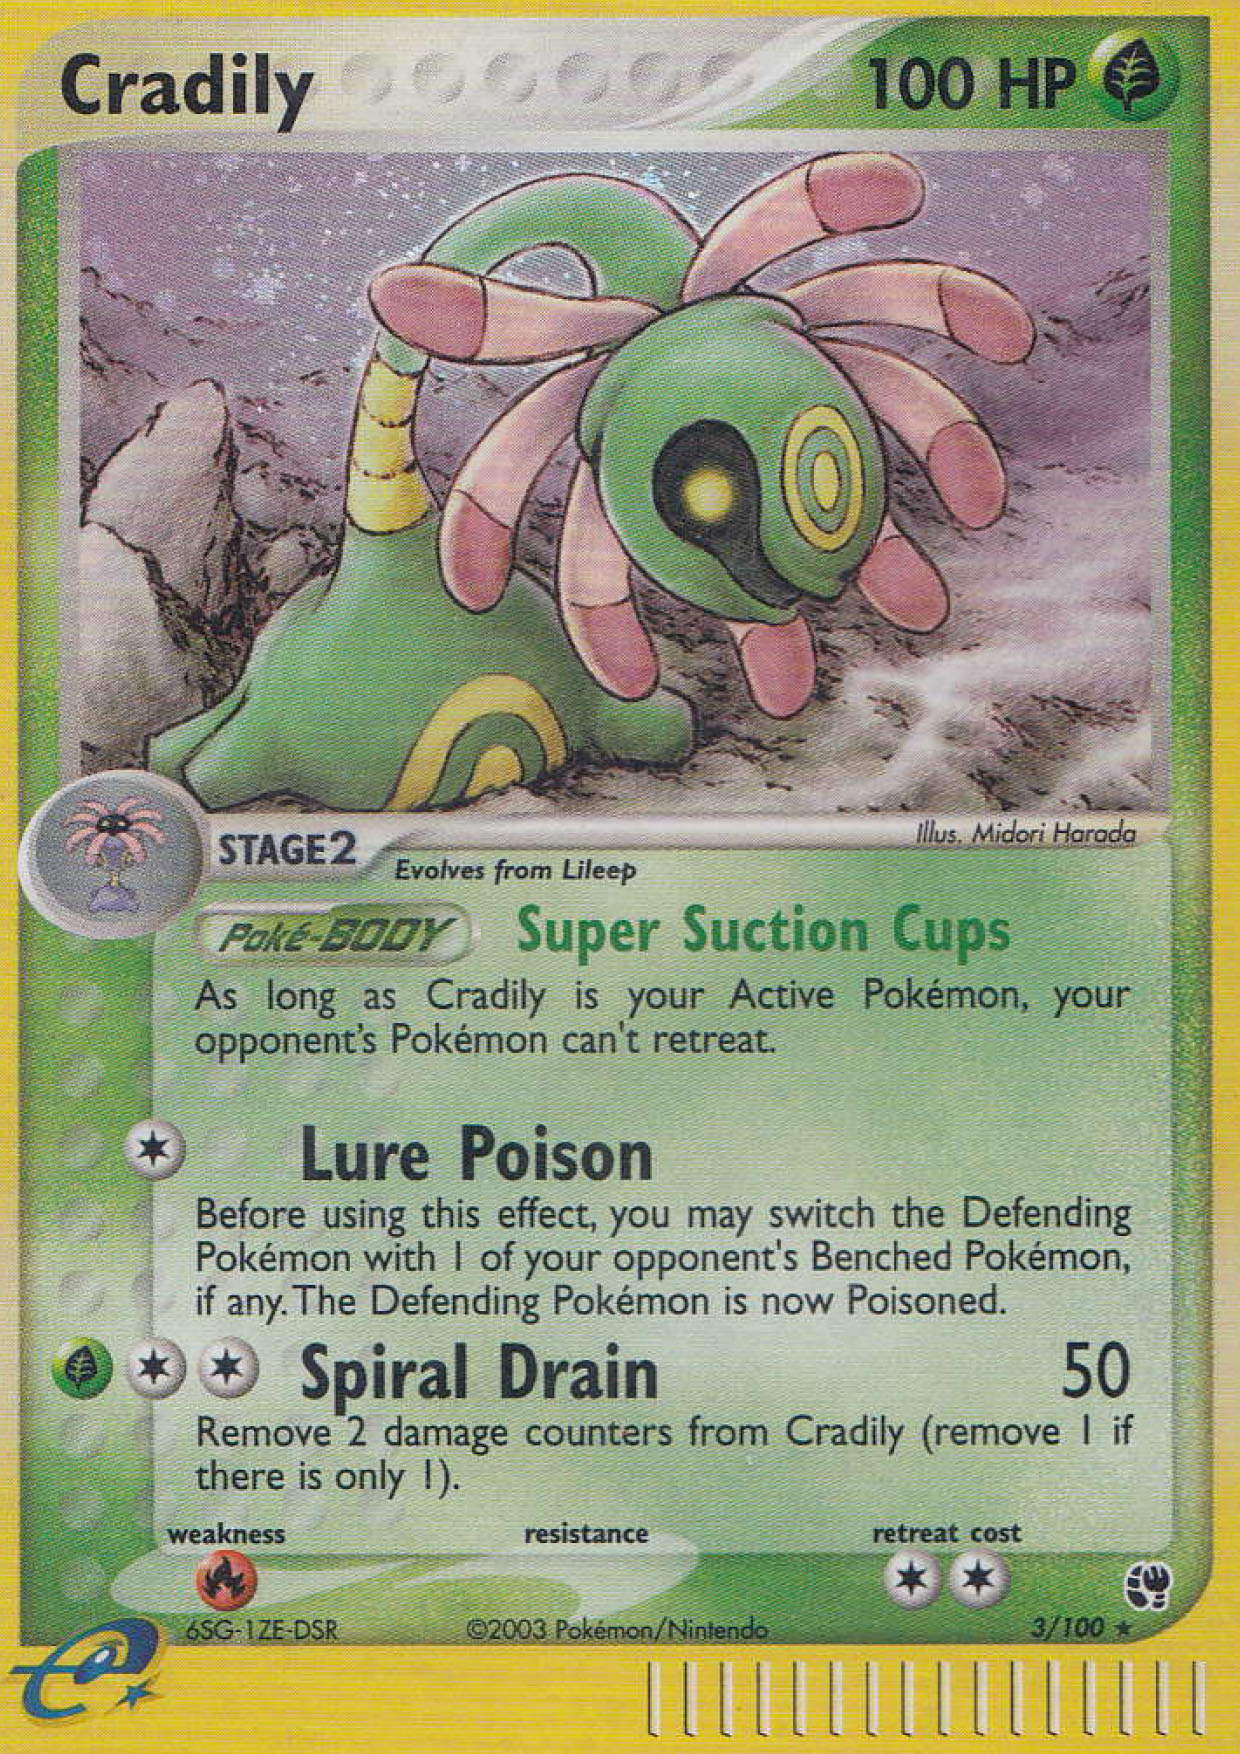 Cradily 100 HP
Illus. Midori Harada
STAGE2
Evolves from Lileep
Poké-BODY Super Suction Cups
As long as Cradily is your Active Pokémon, your
opponent's Pokémon can't retreat.
Lure Poison
Before using this effect, you may switch the Defending
Pokémon with 1 of your opponent's Benched Pokémon,
if any. The Defending Pokémon is now Poisoned.
Spiral Drain 50
Remove 2 damage counters from Cradily (remove 1 if
there is only 1).
weakness resistance retreat cost
6SG-1ZE-DSR ©2003 Pokémon/Nintendo 3/100 ★
e